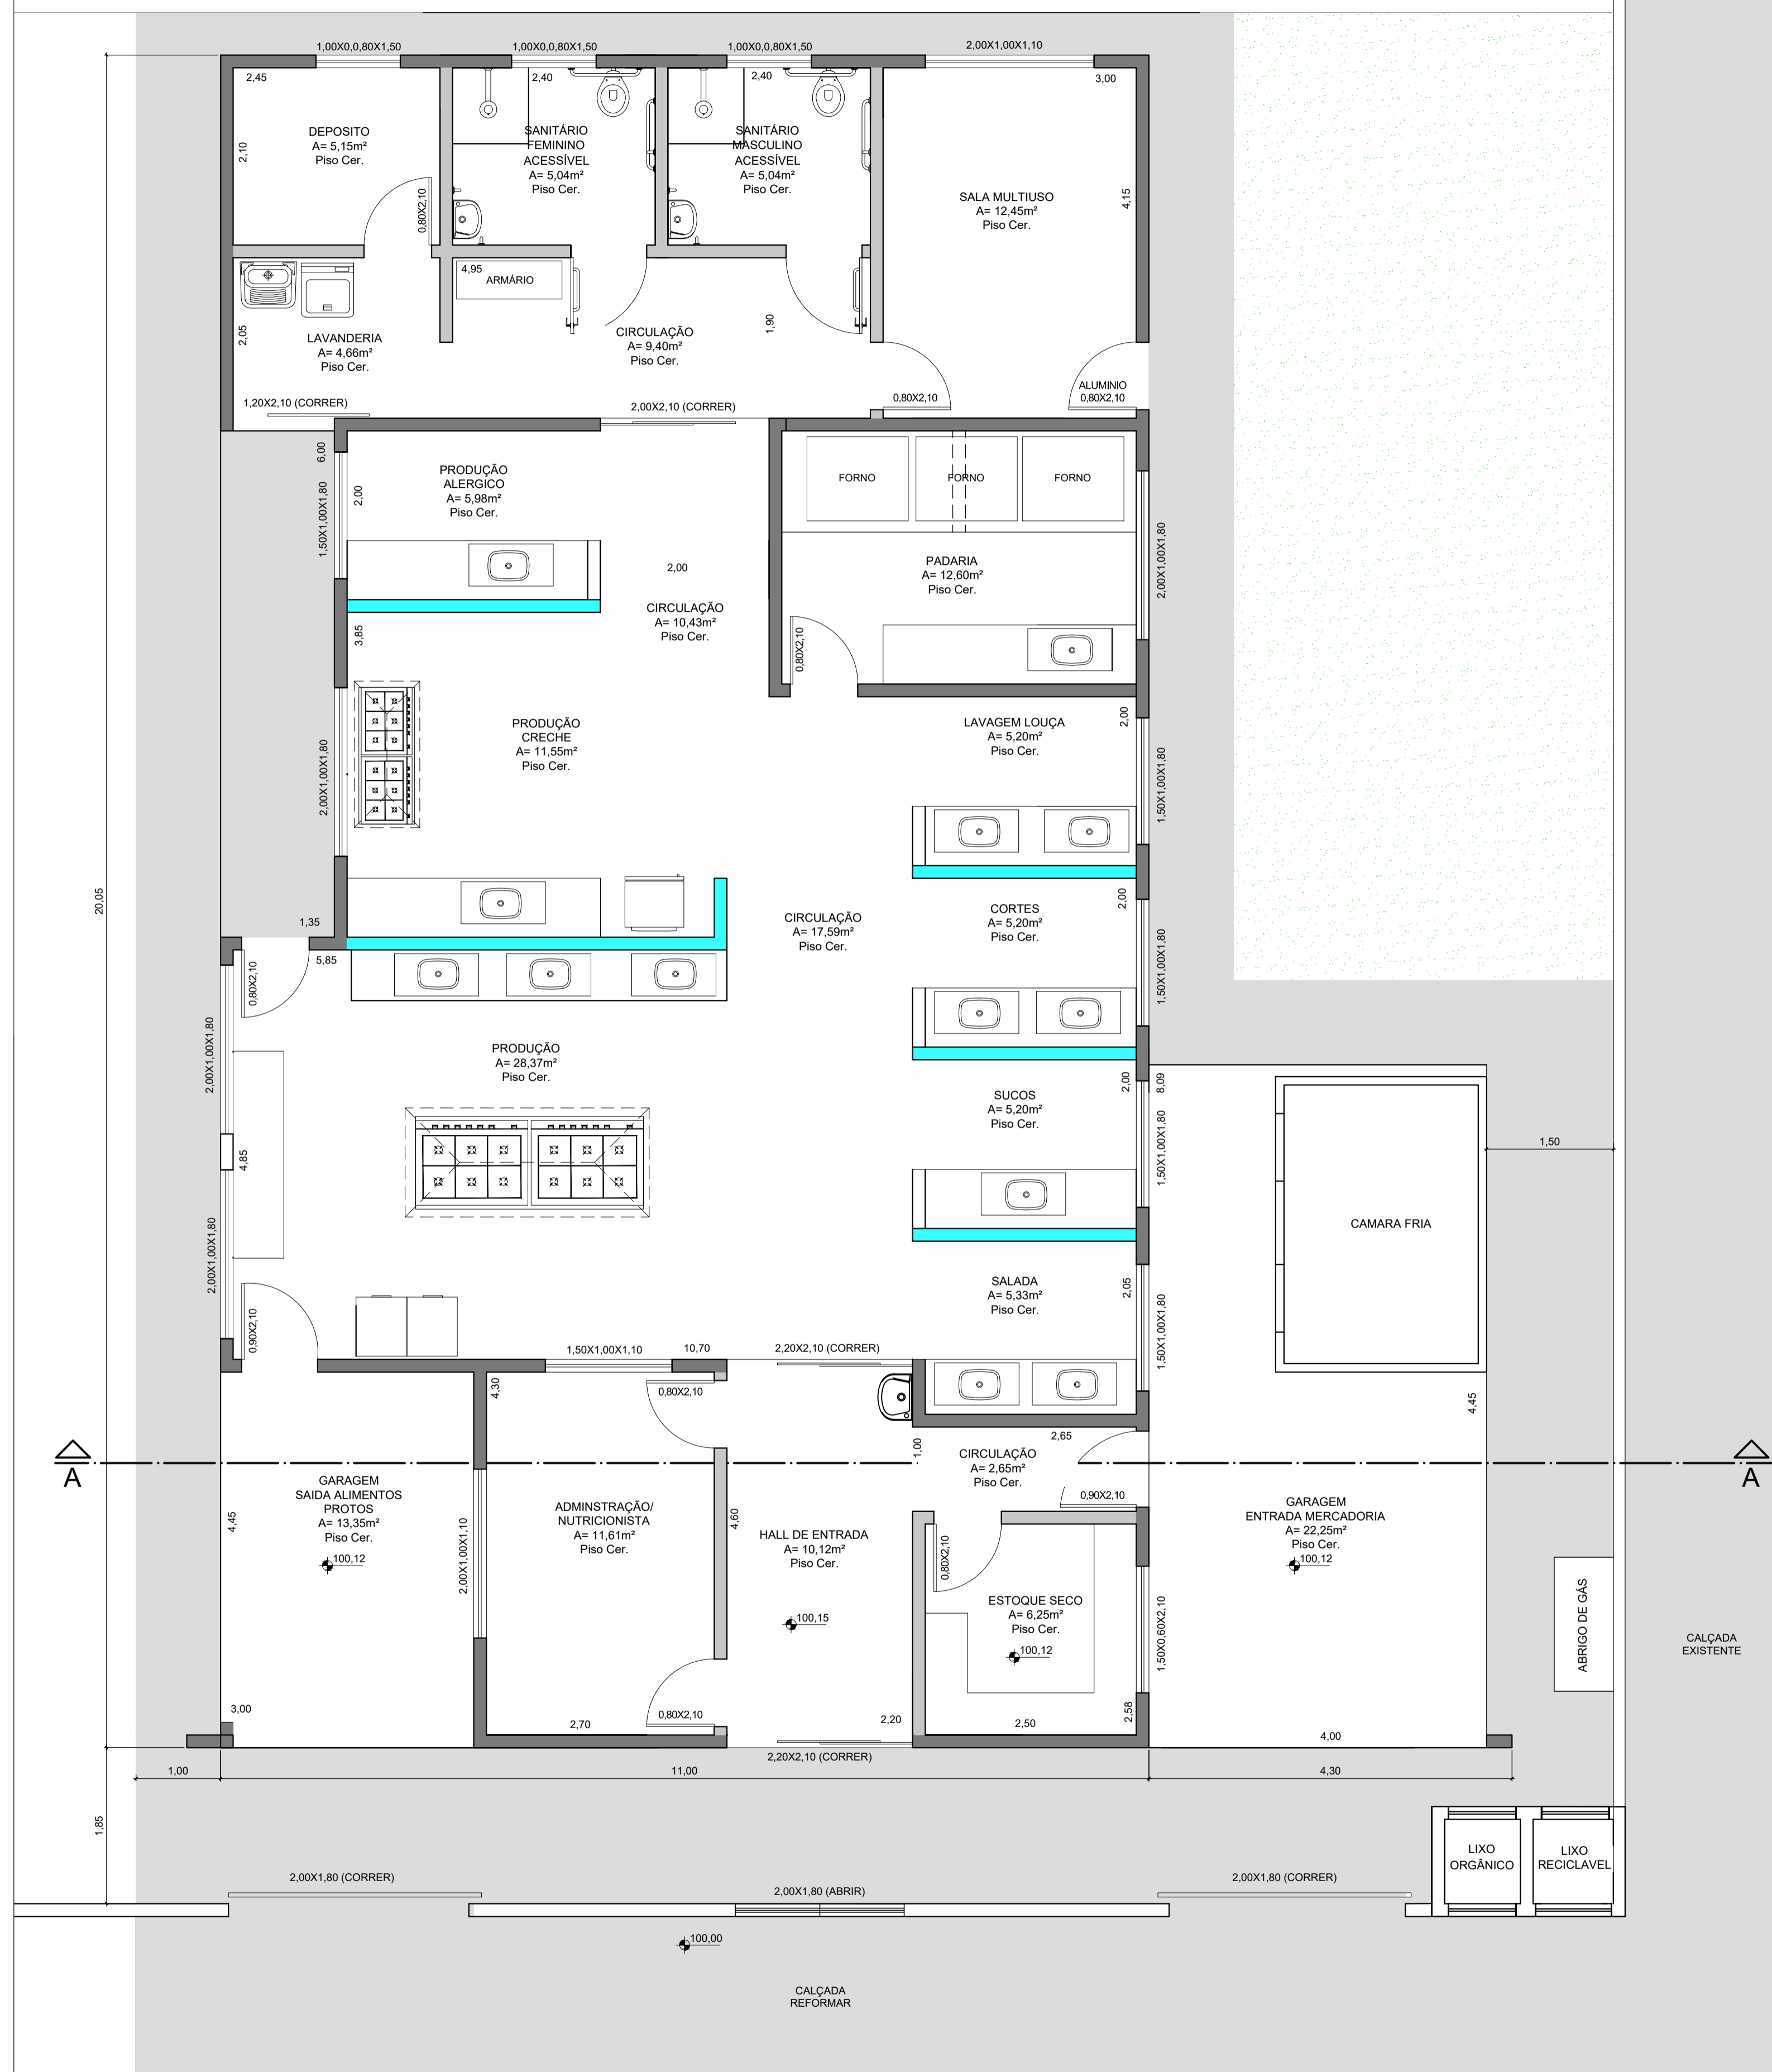 1,00X0,0,80X1,50
1,00X0,0,80X1,50
1,00X0,0,80X1,50
2,00X1,00X1,10
2,45
2,40
2,40
3,00
DEPOSITO
A= 5,15m²
Piso Cer.
2,10
0,80X2,10
SANITÁRIO
FEMININO
ACESSÍVEL
A= 5,04m²
Piso Cer.
SANITÁRIO
MASCULINO
ACESSÍVEL
A= 5,04m²
Piso Cer.
SALA MULTIUSO
A= 12,45m²
Piso Cer.
4,15
4,95
ARMÁRIO
2,05
LAVANDERIA
A= 4,66m²
Piso Cer.
CIRCULAÇÃO
A= 9,40m²
Piso Cer.
1,90
1,20X2,10 (CORRER)
2,00X2,10 (CORRER)
0,80X2,10
ALUMINIO
0,80X2,10
6,00
1,50X1,00X1,80
2,00
PRODUÇÃO
ALERGICO
A= 5,98m²
Piso Cer.
FORNO
FORNO
FORNO
2,00
PADARIA
A= 12,60m²
Piso Cer.
2,00X1,00X1,80
CIRCULAÇÃO
A= 10,43m²
Piso Cer.
3,85
0,80X2,10
PRODUÇÃO
CRECHE
A= 11,55m²
Piso Cer.
2,00X1,00X1,80
LAVAGEM LOUÇA
A= 5,20m²
Piso Cer.
2,00
1,50X1,00X1,80
20,05
1,35
5,85
0,80X2,10
CIRCULAÇÃO
A= 17,59m²
Piso Cer.
CORTES
A= 5,20m²
Piso Cer.
2,00
1,50X1,00X1,80
2,00X1,00X1,80
PRODUÇÃO
A= 28,37m²
Piso Cer.
4,85
SUCOS
A= 5,20m²
Piso Cer.
2,00
8,09
1,50X1,00X1,80
1,50
CAMARA FRIA
2,00X1,00X1,80
0,90X2,10
SALADA
A= 5,33m²
Piso Cer.
2,05
1,50X1,00X1,80
1,50X1,00X1,10
10,70
2,20X2,10 (CORRER)
4,30
0,80X2,10
4,45
A
A
1,00
2,65
CIRCULAÇÃO
A= 2,65m²
Piso Cer.
0,90X2,10
GARAGEM
SAIDA ALIMENTOS
PROTOS
A= 13,35m²
Piso Cer.
100,12
4,45
2,00X1,00X1,10
ADMINSTRAÇÃO/
NUTRICIONISTA
A= 11,61m²
Piso Cer.
4,60
HALL DE ENTRADA
A= 10,12m²
Piso Cer.
100,15
0,80X2,10
ESTOQUE SECO
A= 6,25m²
Piso Cer.
100,12
1,50X0,60X2,10
GARAGEM
ENTRADA MERCADORIA
A= 22,25m²
Piso Cer.
100,12
ABRIGO DE GÁS
CALÇADA
EXISTENTE
3,00
2,70
0,80X2,10
2,20
2,50
2,58
4,00
2,20X2,10 (CORRER)
1,00
11,00
4,30
1,85
LIXO
ORGÂNICO
LIXO
RECICLAVEL
2,00X1,80 (CORRER)
2,00X1,80 (ABRIR)
2,00X1,80 (CORRER)
100,00
CALÇADA
REFORMAR